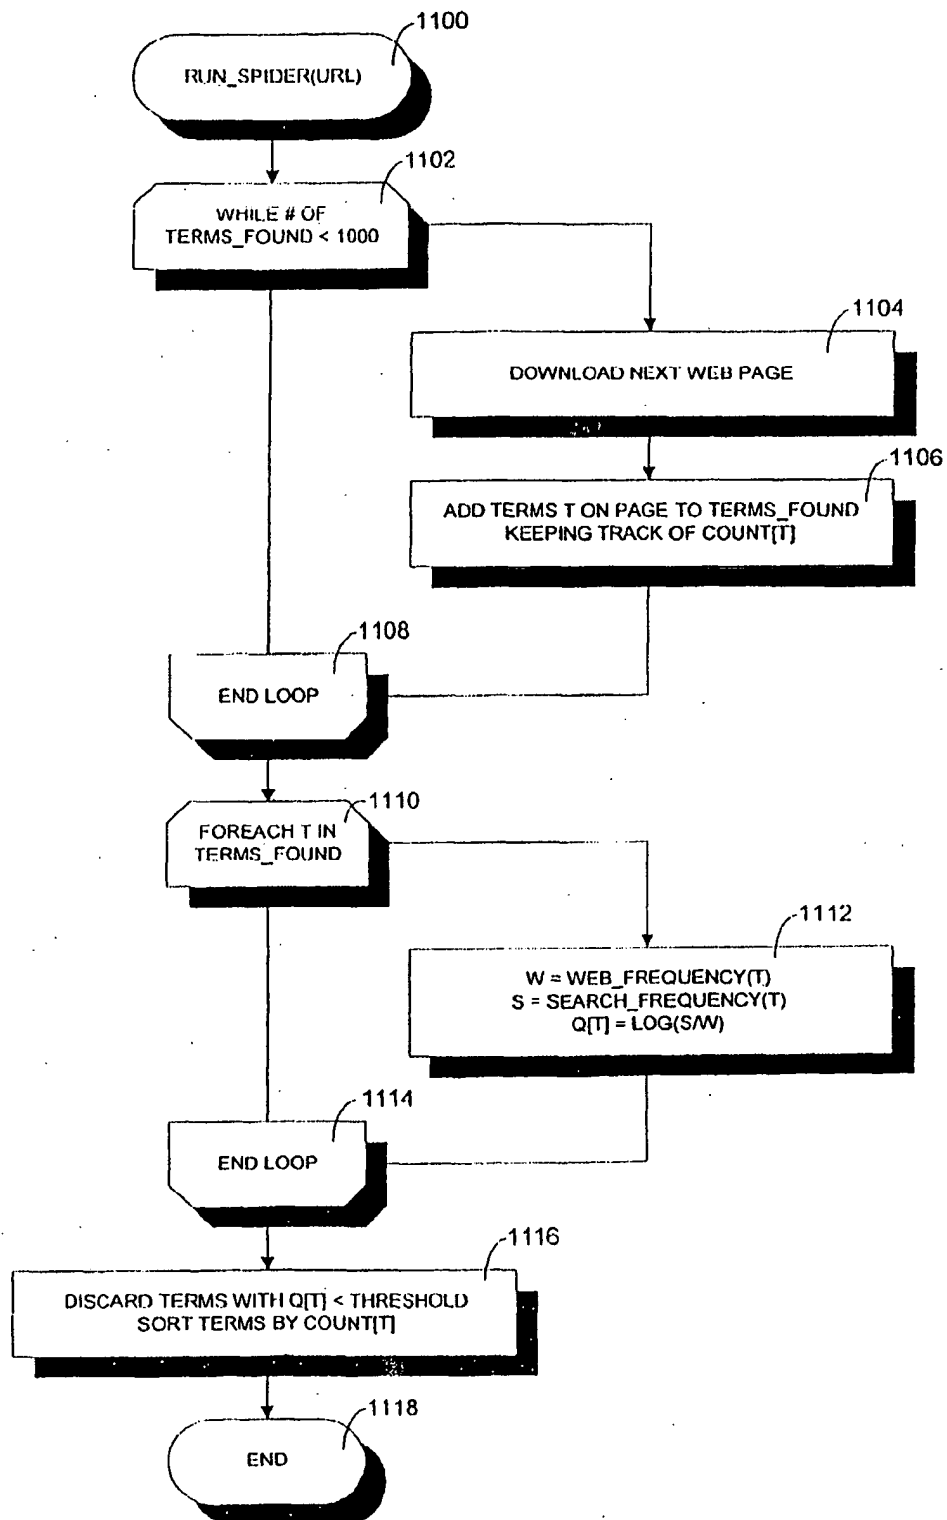 1100
RUN_SPIDER(URL)
1102
WHILE # OF
TERMS_FOUND < 1000
1104
DOWNLOAD NEXT WEB PAGE
1106
ADD TERMS T ON PAGE TO TERMS_FOUND
KEEPING TRACK OF COUNT[T]
1108
END LOOP
1110
FOREACH T IN
TERMS_FOUND
1112
W = WEB_FREQUENCY(T)
S = SEARCH_FREQUENCY(T)
Q[T] = LOG(S/W)
1114
END LOOP
1116
DISCARD TERMS WITH Q[T] < THRESHOLD
SORT TERMS BY COUNT[T]
1118
END